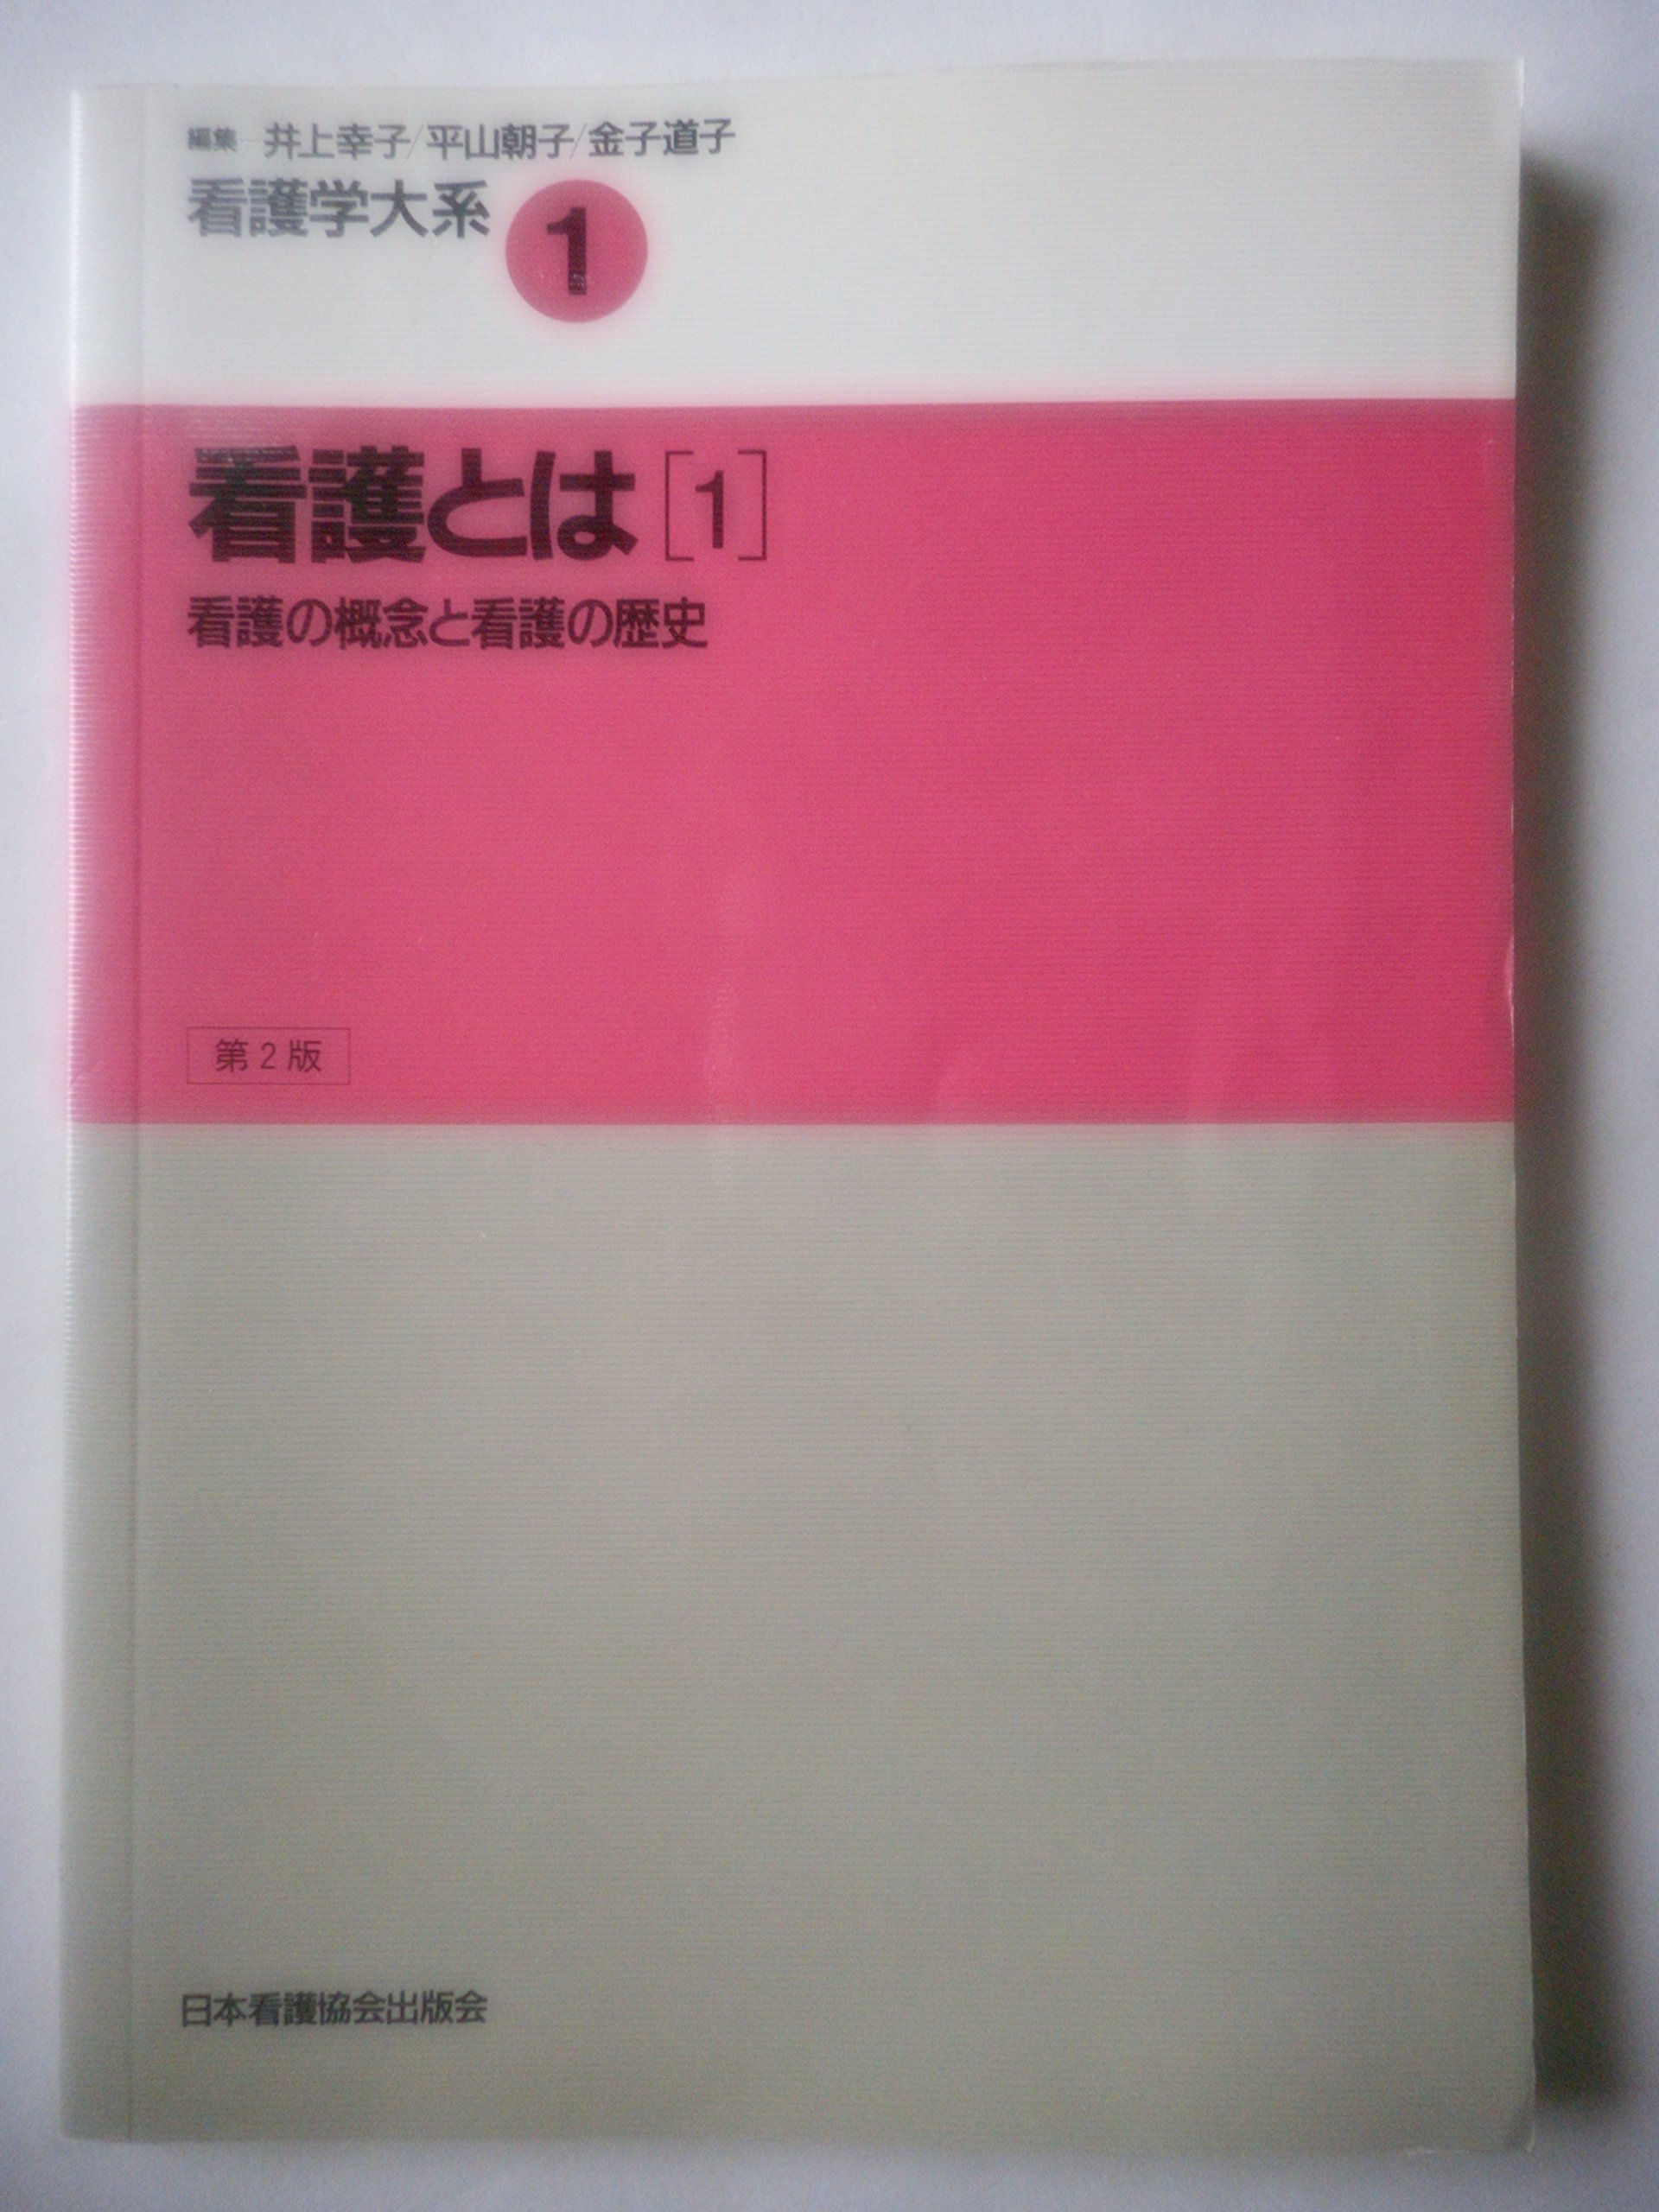 編集 井上幸子/平山朝子/金子道子
看護学大系 1
看護とは[1]
看護の概念と看護の歴史
第2版
日本看護協会出版会